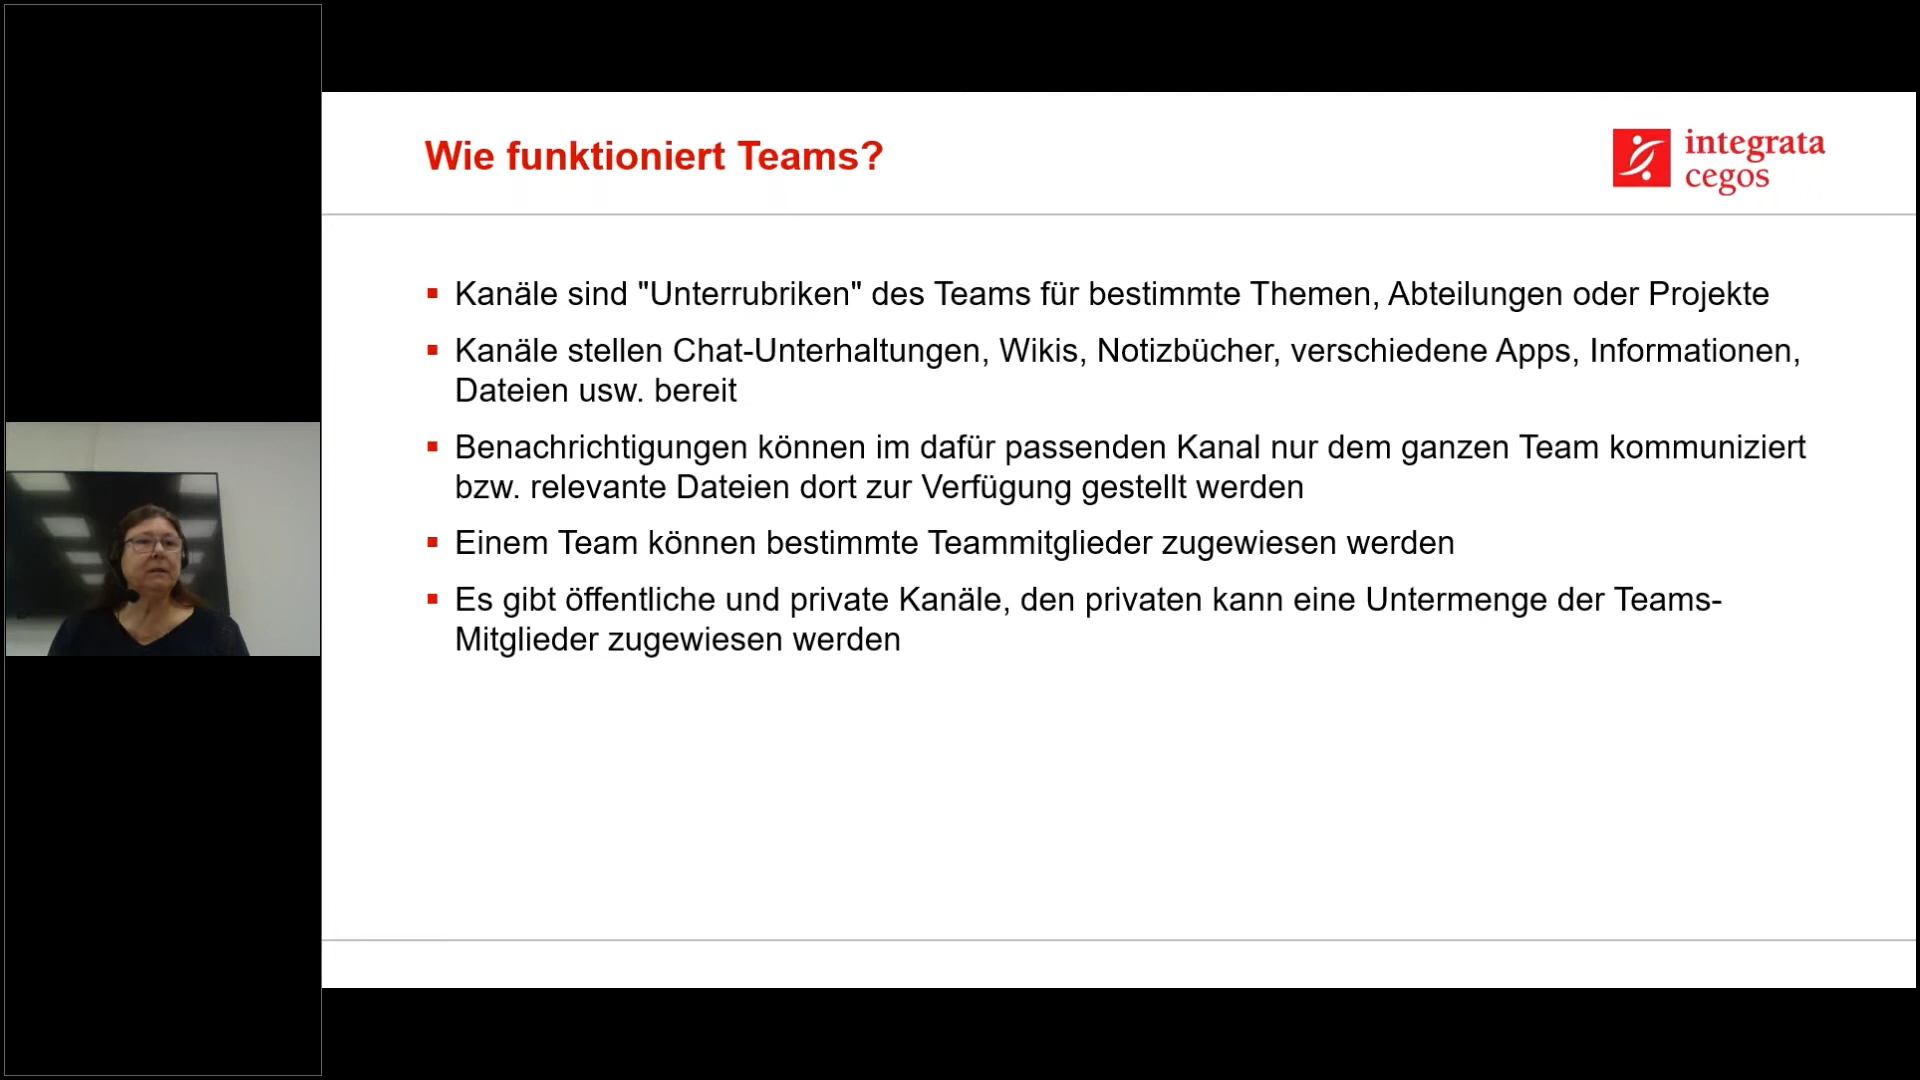 Wie funktioniert Teams?
integrata
cegos
Kanäle sind "Unterrubriken" des Teams für bestimmte Themen, Abteilungen oder Projekte
Kanäle stellen Chat-Unterhaltungen, Wikis, Notizbücher, verschiedene Apps, Informationen,
Dateien usw. bereit
Benachrichtigungen können im dafür passenden Kanal nur dem ganzen Team kommuniziert
bzw. relevante Dateien dort zur Verfügung gestellt werden
Einem Team können bestimmte Teammitglieder zugewiesen werden
Es gibt öffentliche und private Kanäle, den privaten kann eine Untermenge der Teams-
Mitglieder zugewiesen werden